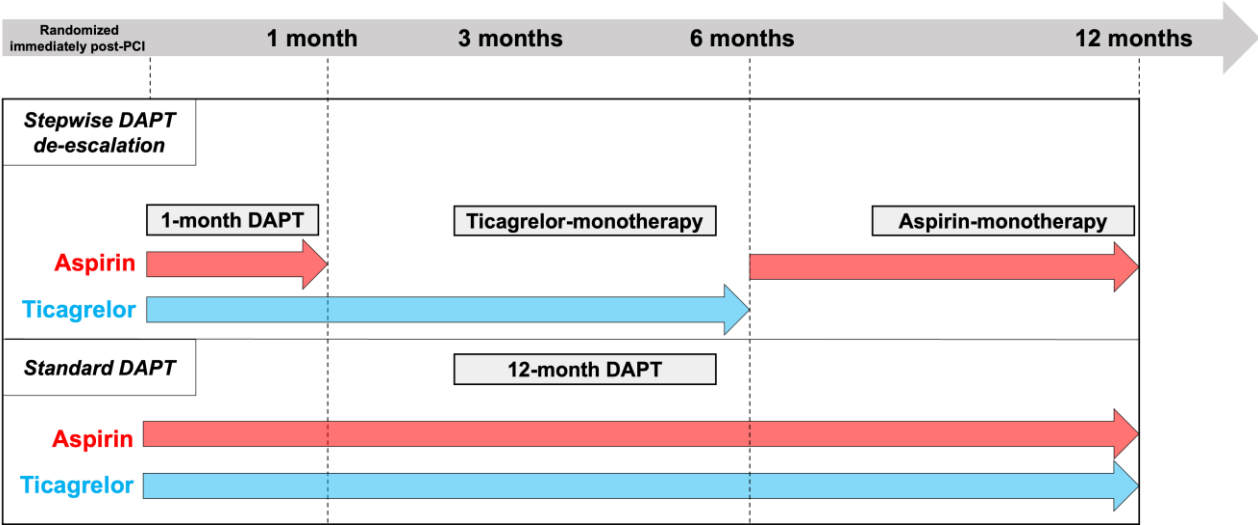 Randomized
immediately post-PCI
1 month
3 months
6 months
12 months
Stepwise DAPT
de-escalation
1-month DAPT
Ticagrelor-monotherapy
Aspirin-monotherapy
Aspirin
Ticagrelor
Standard DAPT
12-month DAPT
Aspirin
Ticagrelor